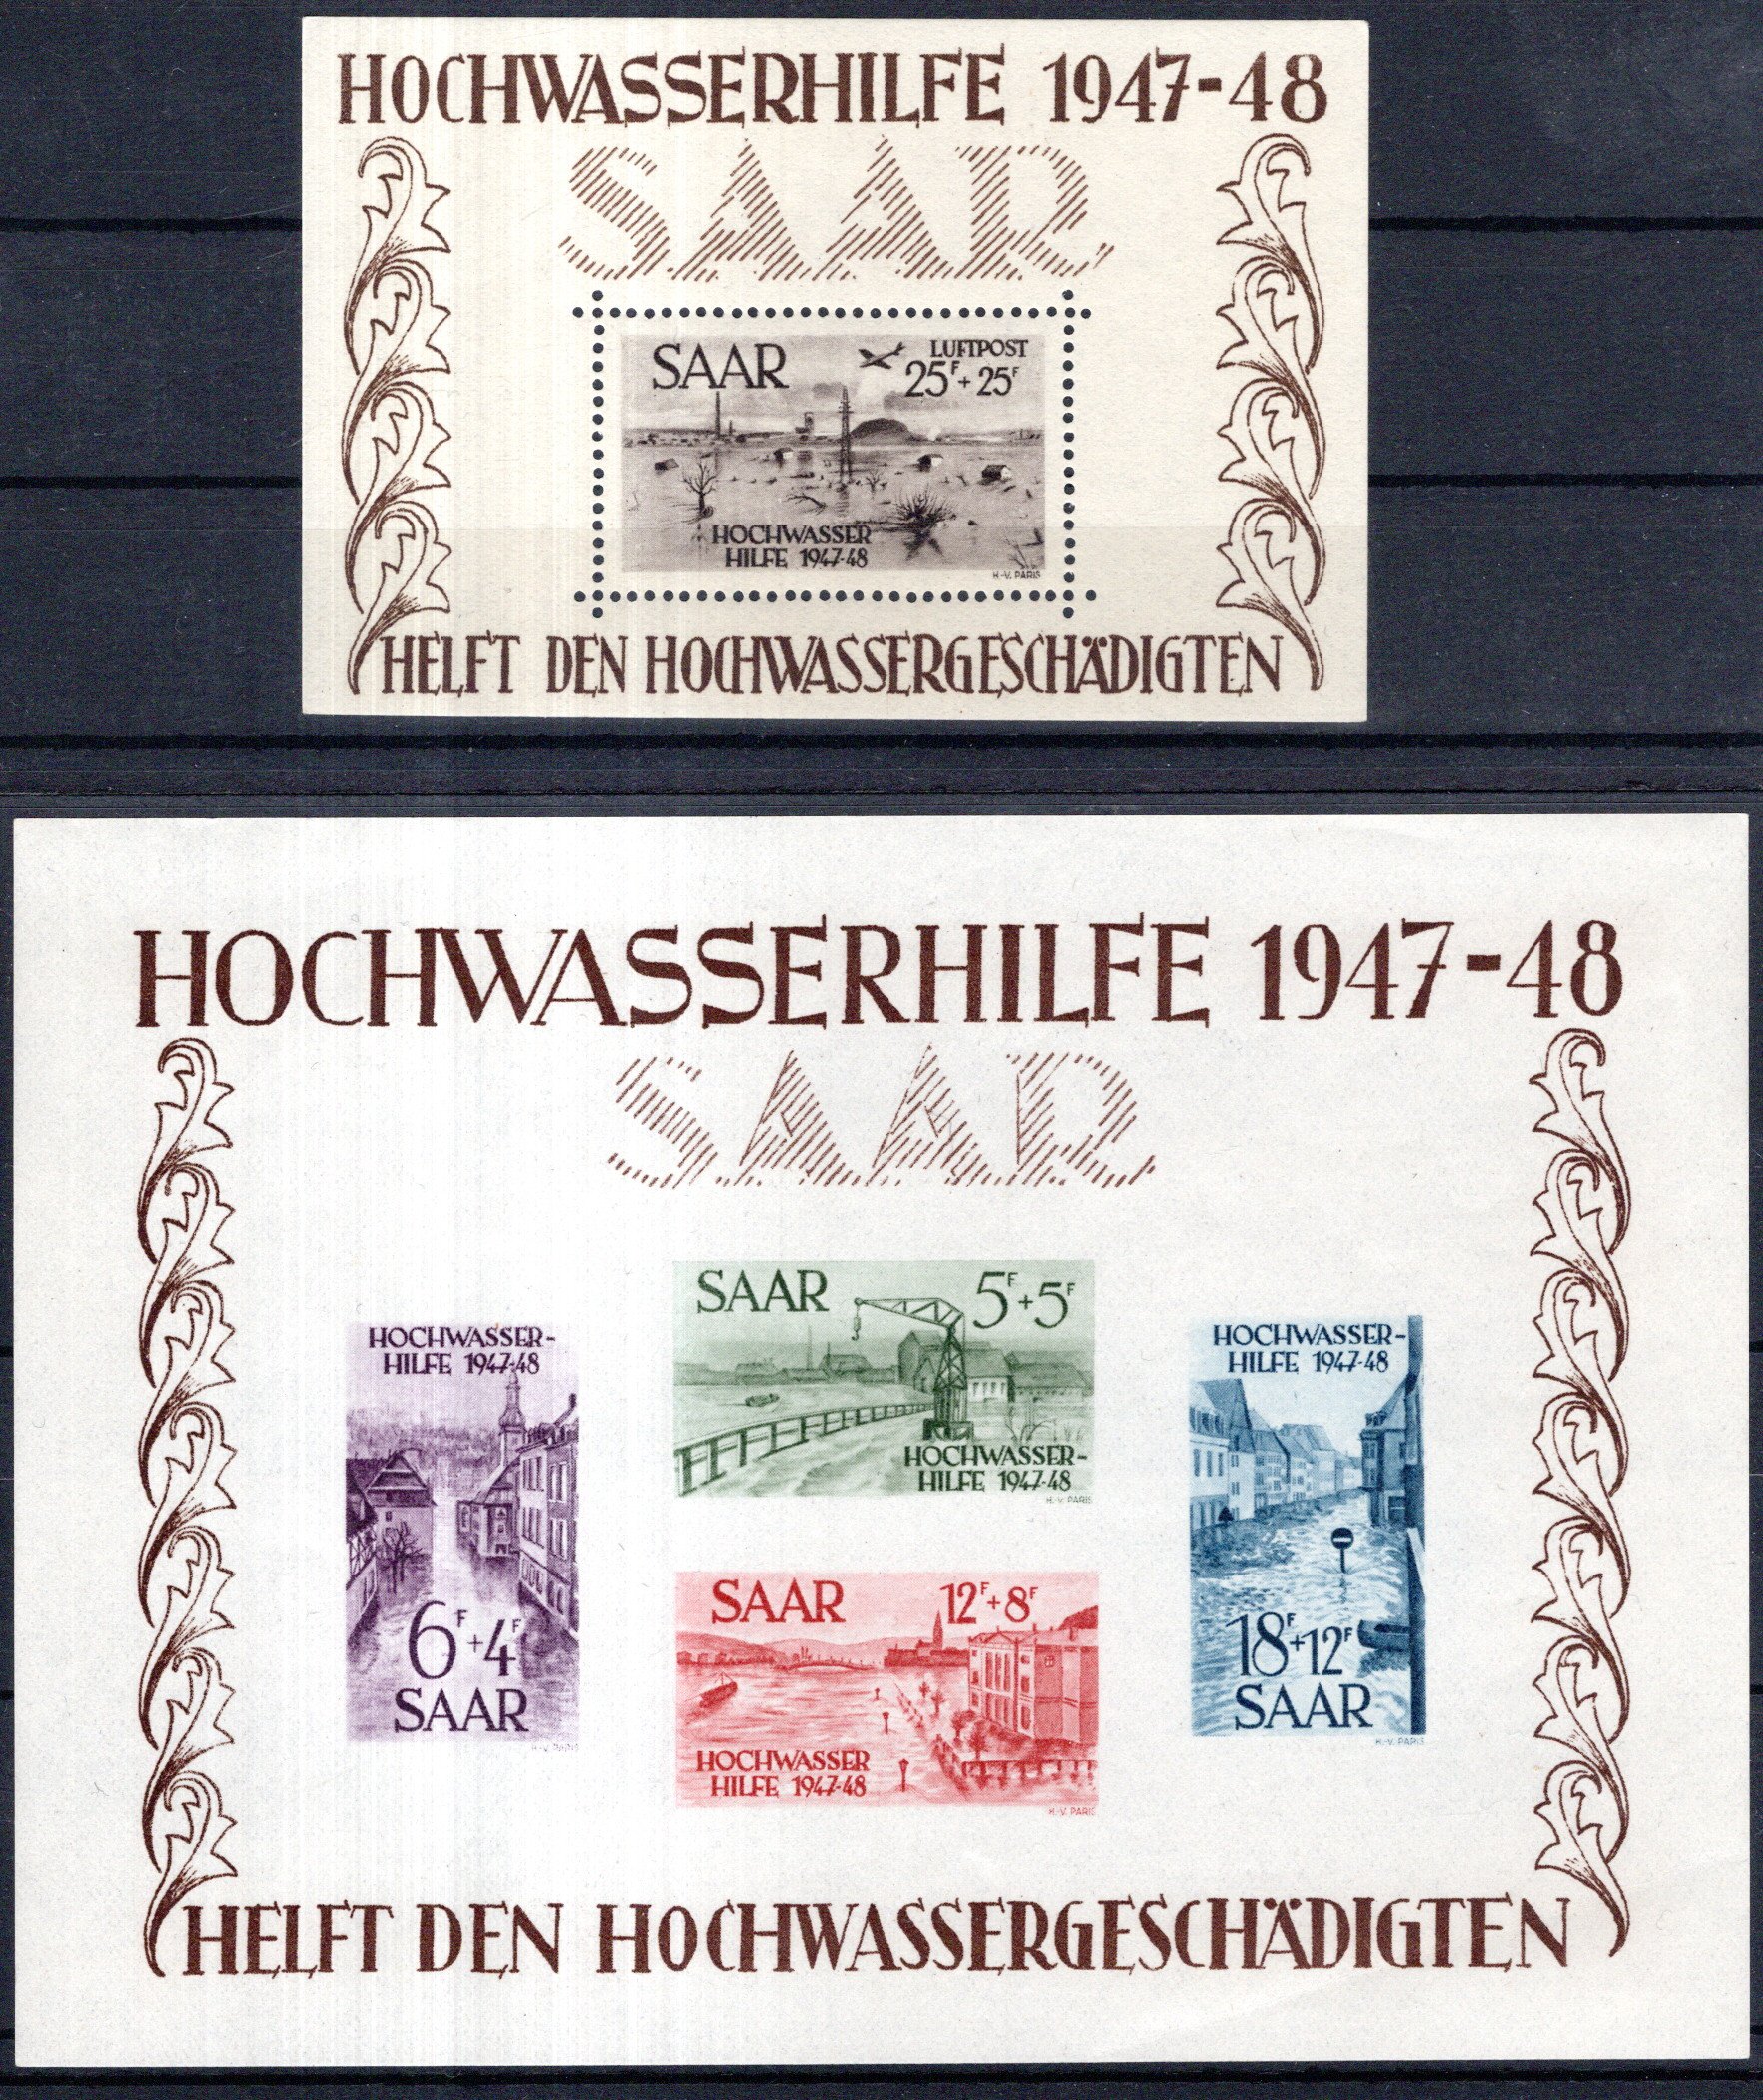 HOCHWASSERHILFE 1947-48
SAAR
SAAR
LUFTPOST
25F+25F
HOCHWASSER
HILFE 1947-48
H.-V. PARIS
HELFT DEN HOCHWASSERGESCHÄDIGTEN
HOCHWASSERHILFE 1947-48
SAAR
HOCHWASSER-
HILFE 1947-48
6F+4F
SAAR
H.-V. PARIS
SAAR
5F+5F
HOCHWASSER-
HILFE 1947-48
H.-V. PARIS
SAAR
12F+8F
HOCHWASSER
HILFE 1947-48
H.-V. PARIS
HOCHWASSER-
HILFE 1947-48
18F+12F
SAAR
H.-V. PARIS
HELFT DEN HOCHWASSERGESCHÄDIGTEN